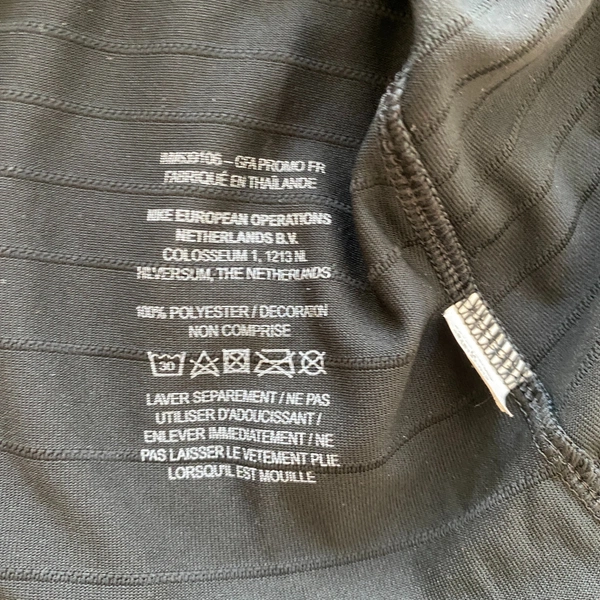 GFA PROMO FR
FABRIQUÉ EN THAÏLANDE
NIKE EUROPEAN OPERATIONS
NETHERLANDS B.V.
COLOSSEUM 1, 1213 NL
HILVERSUM, THE NETHERLANDS
100% POLYESTER / DECORATION
NON COMPRISE
30
LAVER SEPAREMENT / NE PAS
UTILISER D'ADOUCISSANT /
ENLEVER IMMEDIATEMENT / NE
PAS LAISSER LE VETEMENT PLIE
LORSQU'IL EST MOUILLE